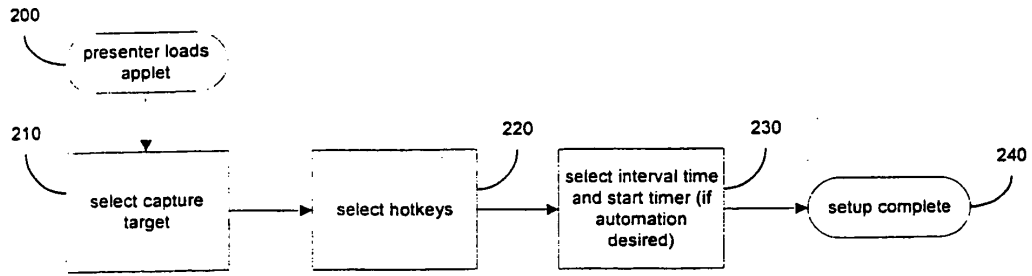 200
presenter loads
applet
210
select capture
target
220
select hotkeys
230
select interval time
and start timer (if
automation
desired)
240
setup complete